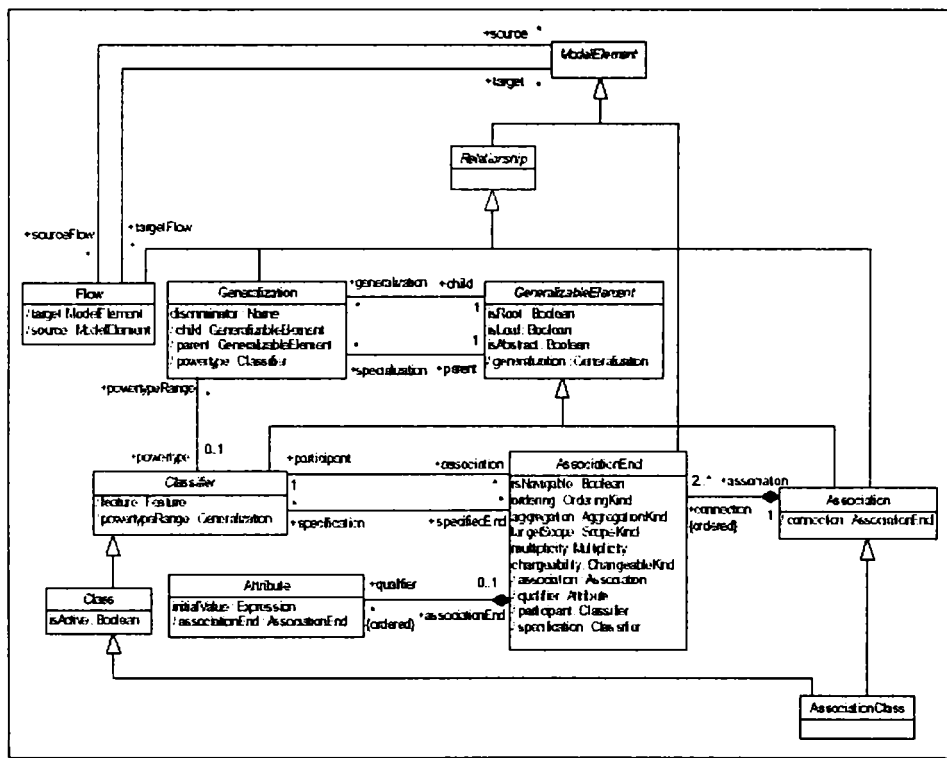 +source *
ModelElement
+target *
Relationship
+sourceFlow *
+targetFlow *
Flow
/ target ModelElement
/ source ModelElement
Generalization
discriminator Name
/ child GeneralizableElement
/ parent GeneralizableElement
/ powertype Classifier
+generalization +child
* 1
* 1
+specialization +parent
GeneralizableElement
isRoot Boolean
isLeaf Boolean
isAbstract Boolean
/ generalization Generalization
+powertypeRange *
+powertype 0..1
Classifier
/ feature Feature
/ powertypeRange Generalization
+participant +association
1 *
* *
+specification +specifiedEnd
AssociationEnd
isNavigable Boolean
ordering OrderingKind
aggregation AggregationKind
targetScope ScopeKind
multiplicity Multiplicity
changeability ChangeableKind
/ association Association
/ qualifier Attribute
/ participant Classifier
/ specification Classifier
2..* +association
+connection 1
{ordered}
Association
/ connection AssociationEnd
Class
isActive Boolean
Attribute
initialValue Expression
/ associationEnd AssociationEnd
+qualifier 0..1
* +associationEnd
{ordered}
AssociationClass